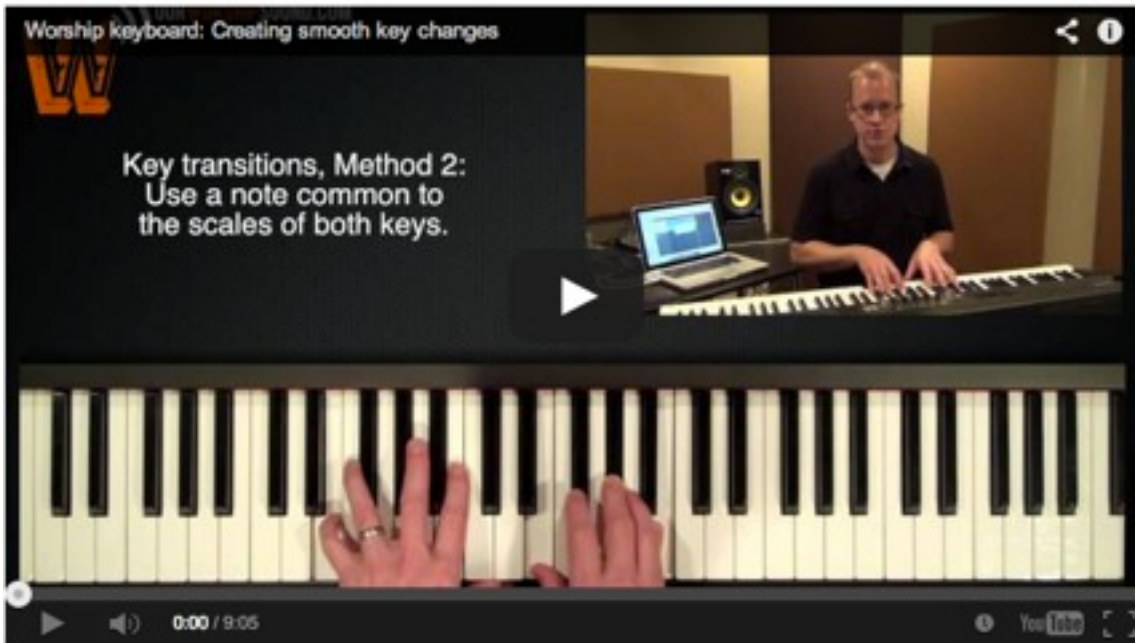 Worship keyboard: Creating smooth key changes
W
Key transitions, Method 2:
Use a note common to
the scales of both keys.
0:00 / 9:05
YouTube